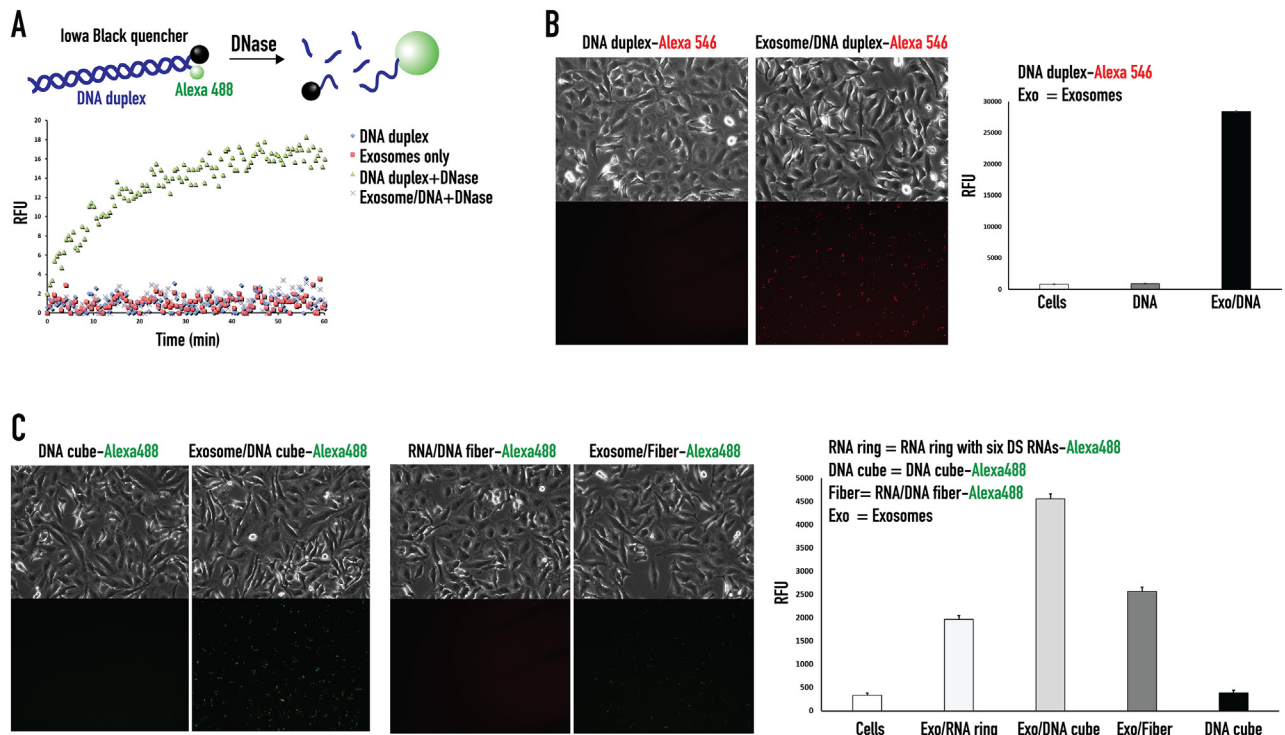 A
Iowa Black quencher
DNase
DNA duplex
Alexa 488
DNA duplex
Exosomes only
DNA duplex+DNase
Exosome/DNA+DNase
RFU
20
18
16
14
12
10
8
6
4
2
0
0 10 20 30 40 50 60
Time (min)
B
DNA duplex-Alexa 546 Exosome/DNA duplex-Alexa 546
DNA duplex-Alexa 546
Exo = Exosomes
RFU
30000
25000
20000
15000
10000
5000
0
Cells DNA Exo/DNA
C
DNA cube-Alexa488 Exosome/DNA cube-Alexa488 RNA/DNA fiber-Alexa488 Exosome/Fiber-Alexa488
RNA ring = RNA ring with six DS RNAs-Alexa488
DNA cube = DNA cube-Alexa488
Fiber= RNA/DNA fiber-Alexa488
Exo = Exosomes
RFU
5000
4500
4000
3500
3000
2500
2000
1500
1000
500
0
Cells Exo/RNA ring Exo/DNA cube Exo/Fiber DNA cube